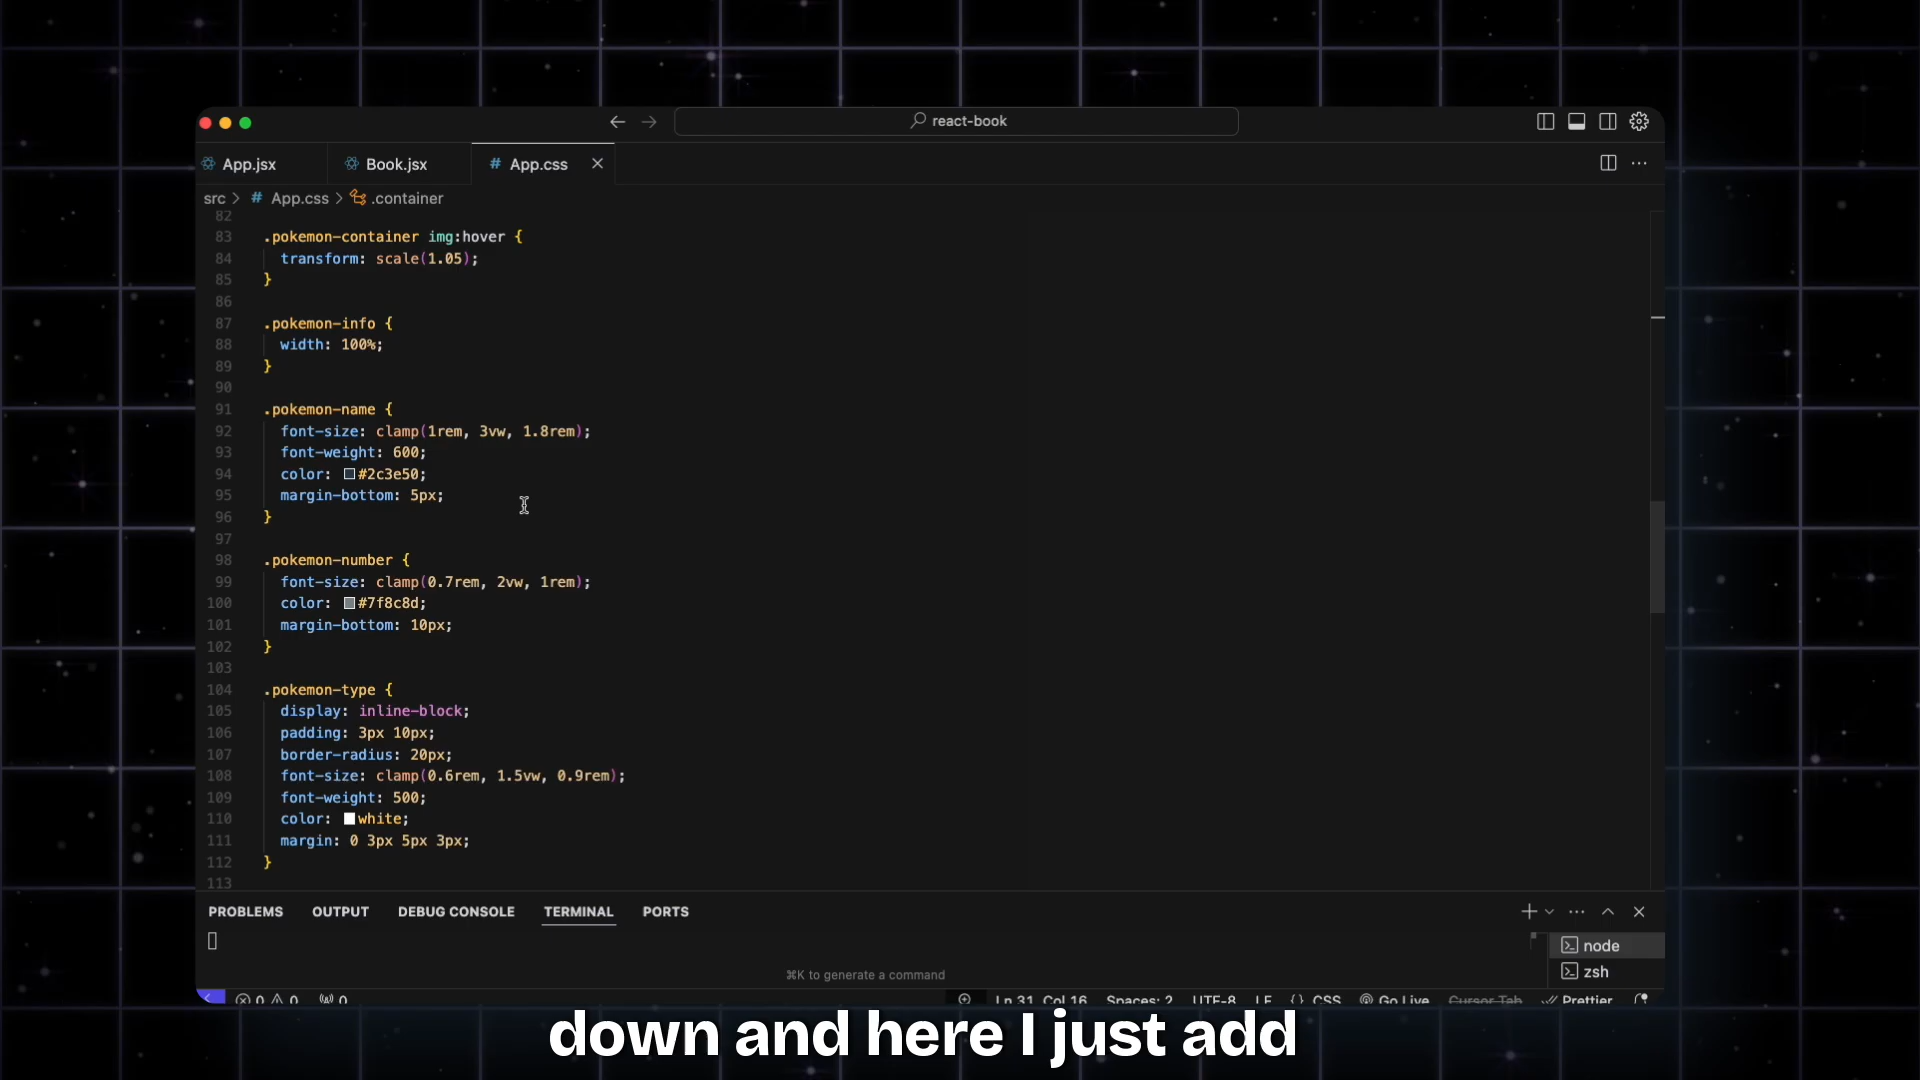 react-book
App.jsx
Book.jsx
# App.css
src > # App.css > .container
82
83 .pokemon-container img:hover {
84 transform: scale(1.05);
85 }
86
87 .pokemon-info {
88 width: 100%;
89 }
90
91 .pokemon-name {
92 font-size: clamp(1rem, 3vw, 1.8rem);
93 font-weight: 600;
94 color: #2c3e50;
95 margin-bottom: 5px;
96 }
97
98 .pokemon-number {
99 font-size: clamp(0.7rem, 2vw, 1rem);
100 color: #7f8c8d;
101 margin-bottom: 10px;
102 }
103
104 .pokemon-type {
105 display: inline-block;
106 padding: 3px 10px;
107 border-radius: 20px;
108 font-size: clamp(0.6rem, 1.5vw, 0.9rem);
109 font-weight: 500;
110 color: white;
111 margin: 0 3px 5px 3px;
112 }
113
PROBLEMS OUTPUT DEBUG CONSOLE TERMINAL PORTS
node
⌘K to generate a command
zsh
0 0 0 Ln 31, Col 16 Spaces: 2 UTF-8 LF {} CSS Go Live Cursor Tab Prettier
down and here I just add